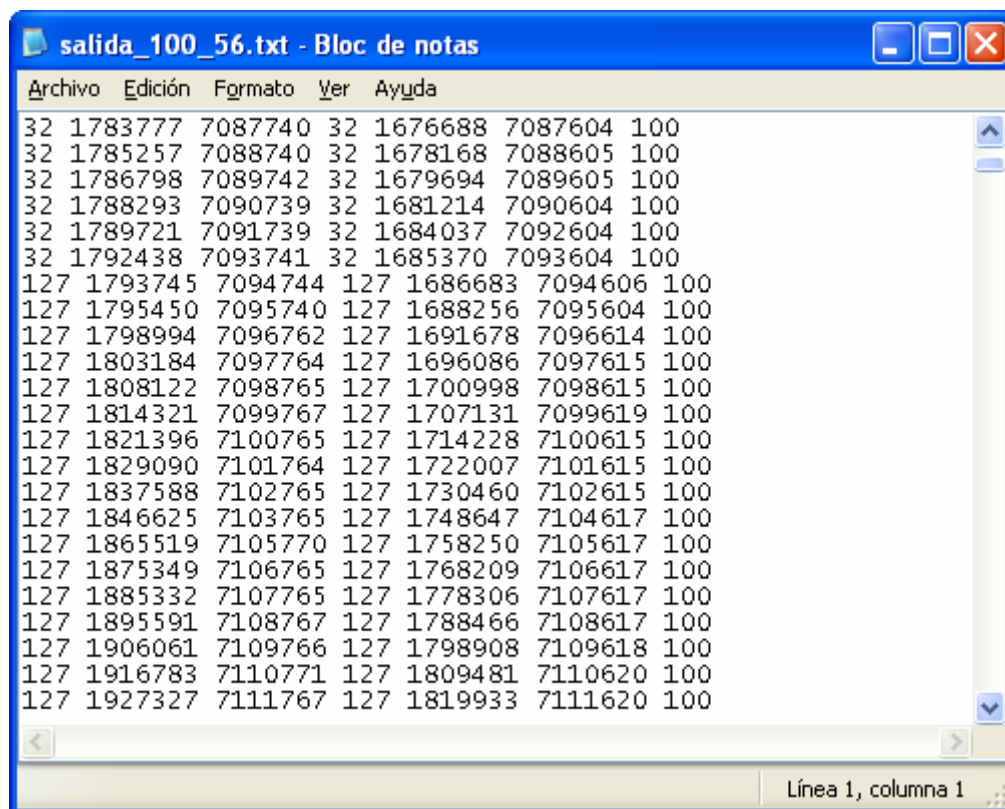 salida_100_56.txt - Bloc de notas
Archivo Edición Formato Ver Ayuda
32 1783777 7087740 32 1676688 7087604 100
32 1785257 7088740 32 1678168 7088605 100
32 1786798 7089742 32 1679694 7089605 100
32 1788293 7090739 32 1681214 7090604 100
32 1789721 7091739 32 1684037 7092604 100
32 1792438 7093741 32 1685370 7093604 100
127 1793745 7094744 127 1686683 7094606 100
127 1795450 7095740 127 1688256 7095604 100
127 1798994 7096762 127 1691678 7096614 100
127 1803184 7097764 127 1696086 7097615 100
127 1808122 7098765 127 1700998 7098615 100
127 1814321 7099767 127 1707131 7099619 100
127 1821396 7100765 127 1714228 7100615 100
127 1829090 7101764 127 1722007 7101615 100
127 1837588 7102765 127 1730460 7102615 100
127 1846625 7103765 127 1748647 7104617 100
127 1865519 7105770 127 1758250 7105617 100
127 1875349 7106765 127 1768209 7106617 100
127 1885332 7107765 127 1778306 7107617 100
127 1895591 7108767 127 1788466 7108617 100
127 1906061 7109766 127 1798908 7109618 100
127 1916783 7110771 127 1809481 7110620 100
127 1927327 7111767 127 1819933 7111620 100
Línea 1, columna 1